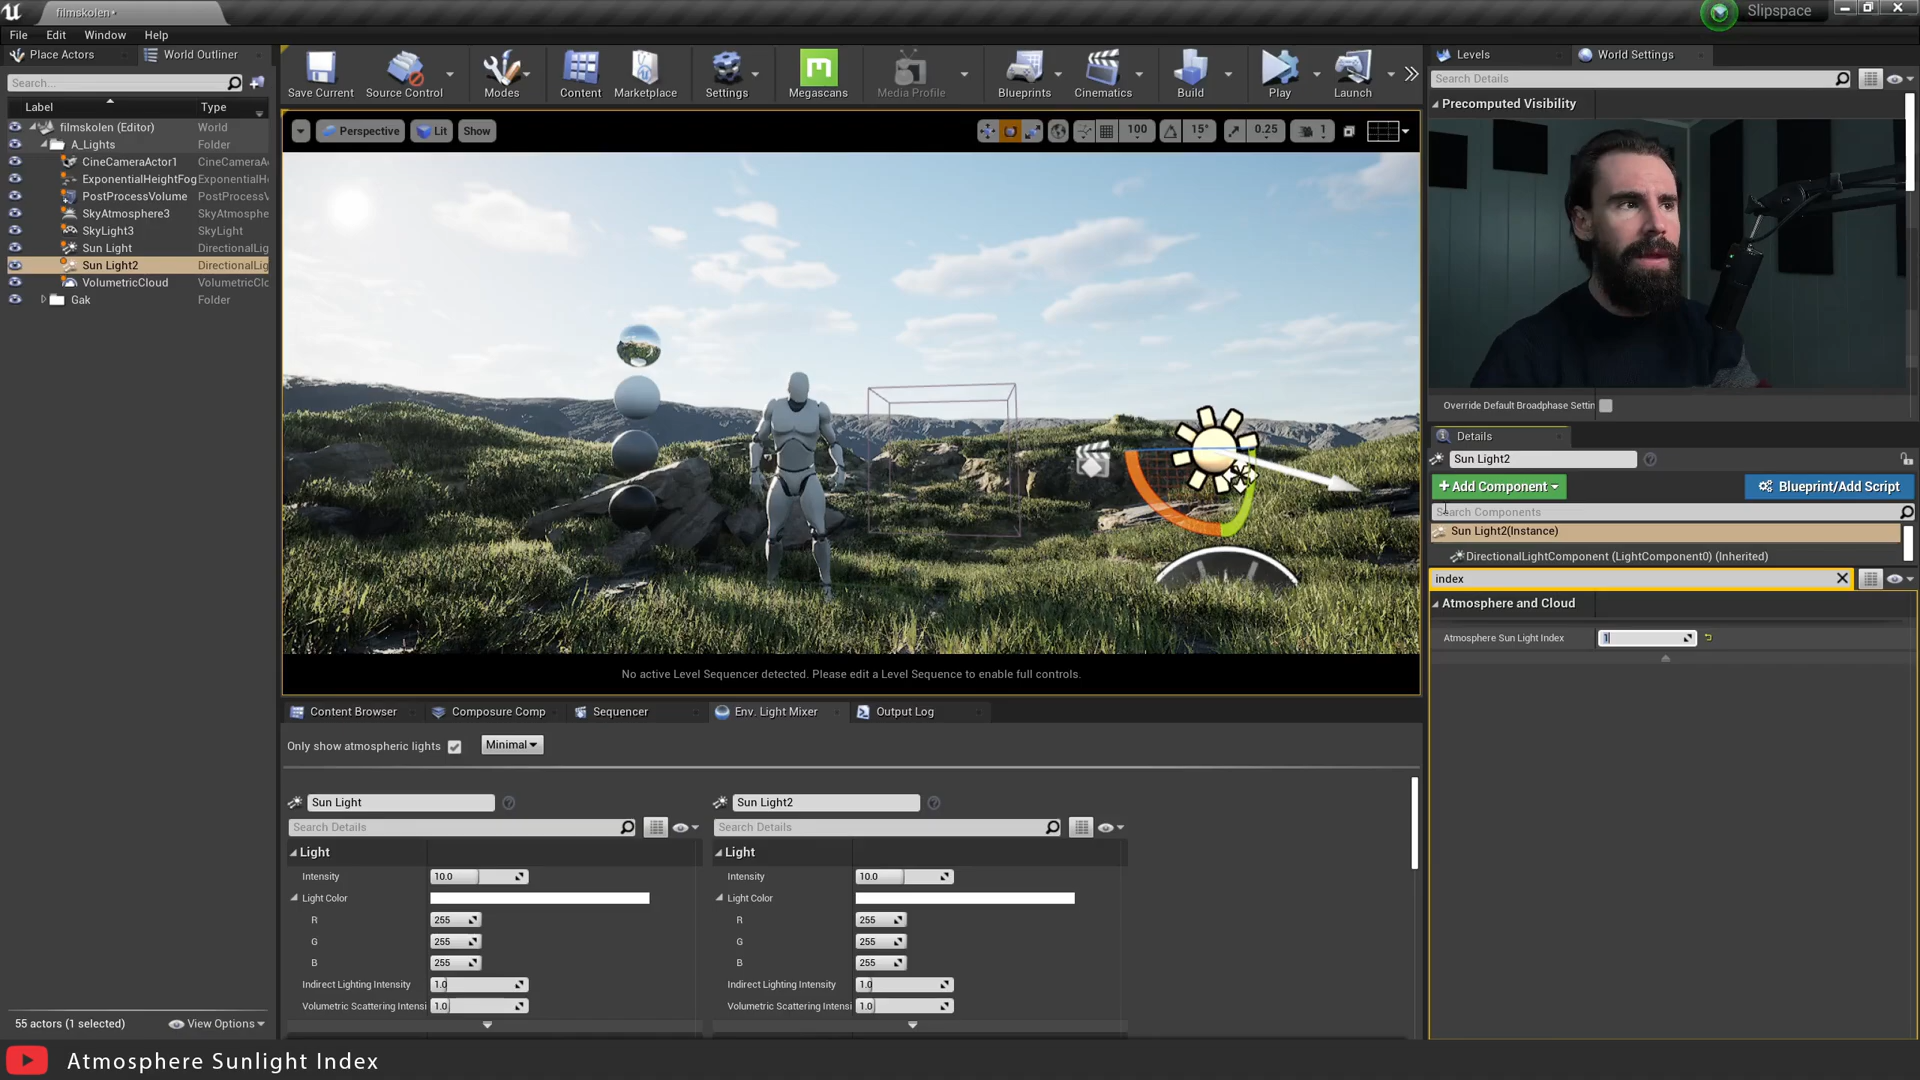 filmskolen*
Slipspace
File Edit Window Help
Place Actors
World Outliner
Search...
Label Type
filmskolen (Editor) World
A_Lights Folder
CineCameraActor1 CineCameraA
ExponentialHeightFog ExponentialH
PostProcessVolume PostProcessV
SkyAtmosphere3 SkyAtmosphe
SkyLight3 SkyLight
Sun Light DirectionalLig
Sun Light2 DirectionalLig
VolumetricCloud VolumetricClo
Gak Folder
55 actors (1 selected)
View Options
Save Current
Source Control
Modes
Content
Marketplace
Settings
Megascans
Media Profile
Blueprints
Cinematics
Build
Play
Launch
Perspective
Lit
Show
100
15°
0.25
1
No active Level Sequencer detected. Please edit a Level Sequence to enable full controls.
Content Browser
Composure Comp
Sequencer
Env. Light Mixer
Output Log
Only show atmospheric lights
Minimal
Sun Light
Search Details
Light
Intensity 10.0
Light Color
R 255
G 255
B 255
Indirect Lighting Intensity 1.0
Volumetric Scattering Intensi 1.0
Sun Light2
Search Details
Light
Intensity 10.0
Light Color
R 255
G 255
B 255
Indirect Lighting Intensity 1.0
Volumetric Scattering Intensi 1.0
Levels
World Settings
Search Details
Precomputed Visibility
Override Default Broadphase Settin
Details
Sun Light2
Add Component
Blueprint/Add Script
Search Components
Sun Light2(Instance)
DirectionalLightComponent (LightComponent0) (Inherited)
index
Atmosphere and Cloud
Atmosphere Sun Light Index 1
Atmosphere Sunlight Index